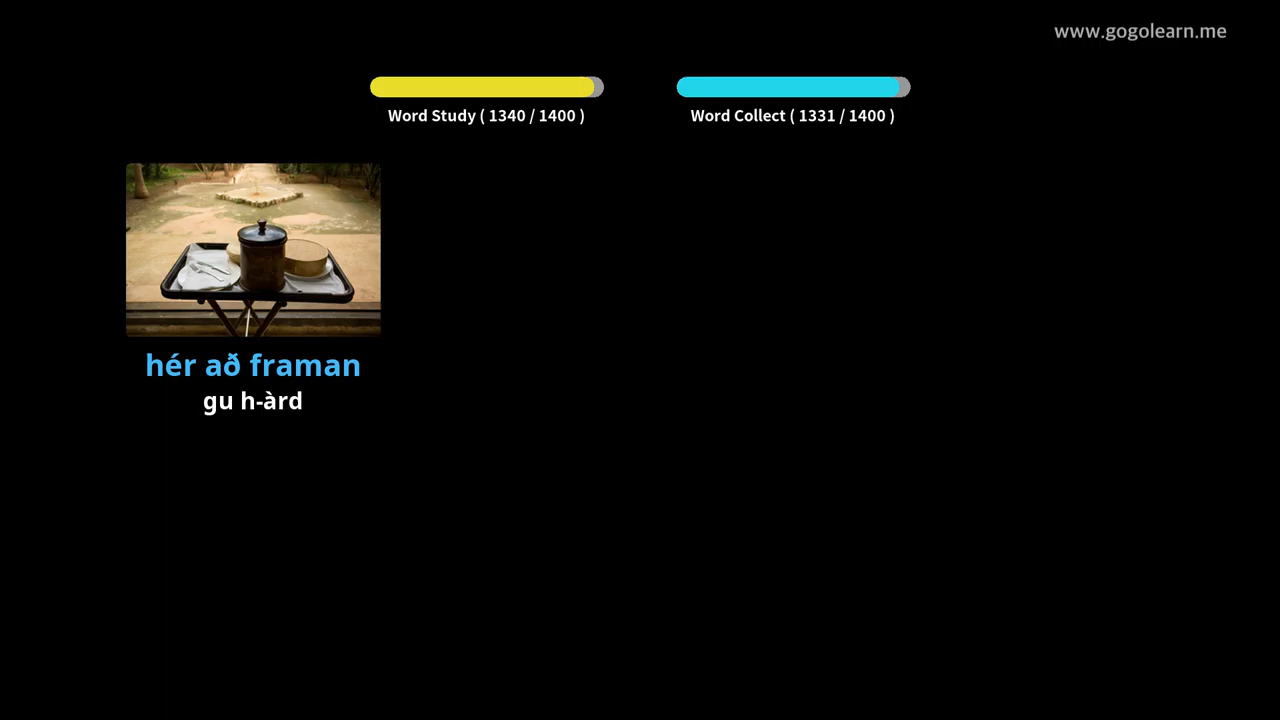 www.gogolearn.me
Word Study ( 1340 / 1400 )
Word Collect ( 1331 / 1400 )
hér að framan
gu h-àrd